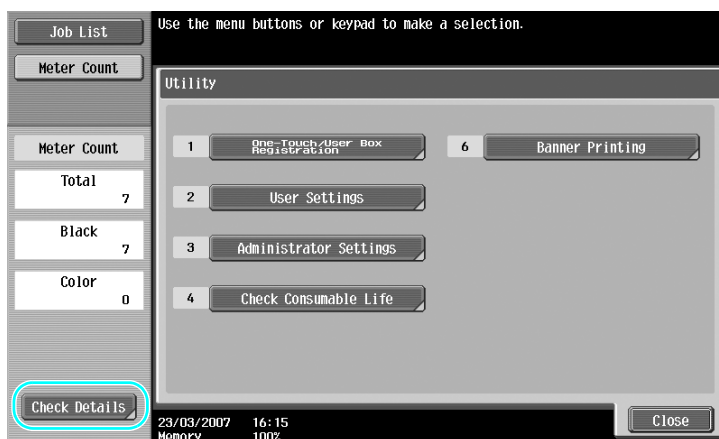 Job List
Meter Count
Use the menu buttons or keypad to make a selection.
Utility
Meter Count
Total
7
Black
7
Color
0
Check Details
1 One-Touch/User Box
Registration
2 User Settings
3 Administrator Settings
4 Check Consumable Life
6 Banner Printing
23/03/2007 16:15
Memory 100%
Close